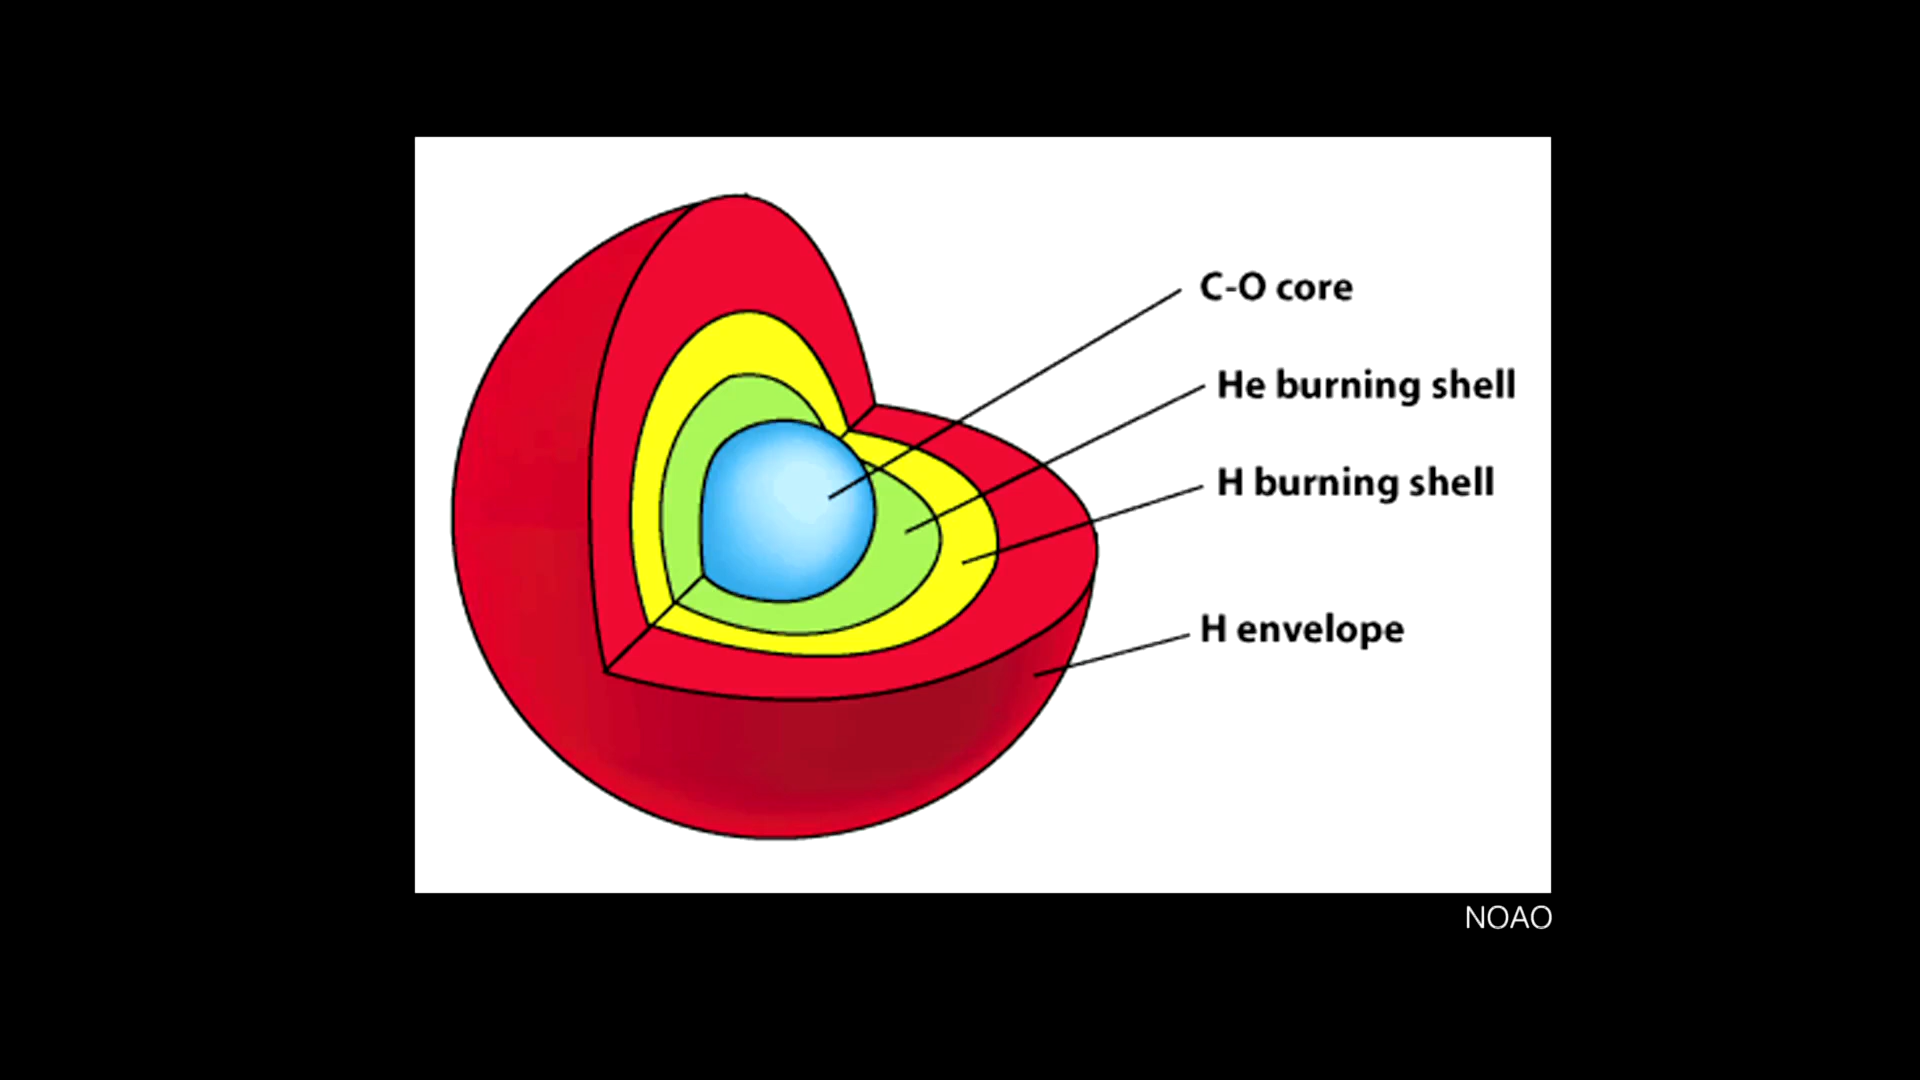 C-O core
He burning shell
H burning shell
H envelope
NOAO